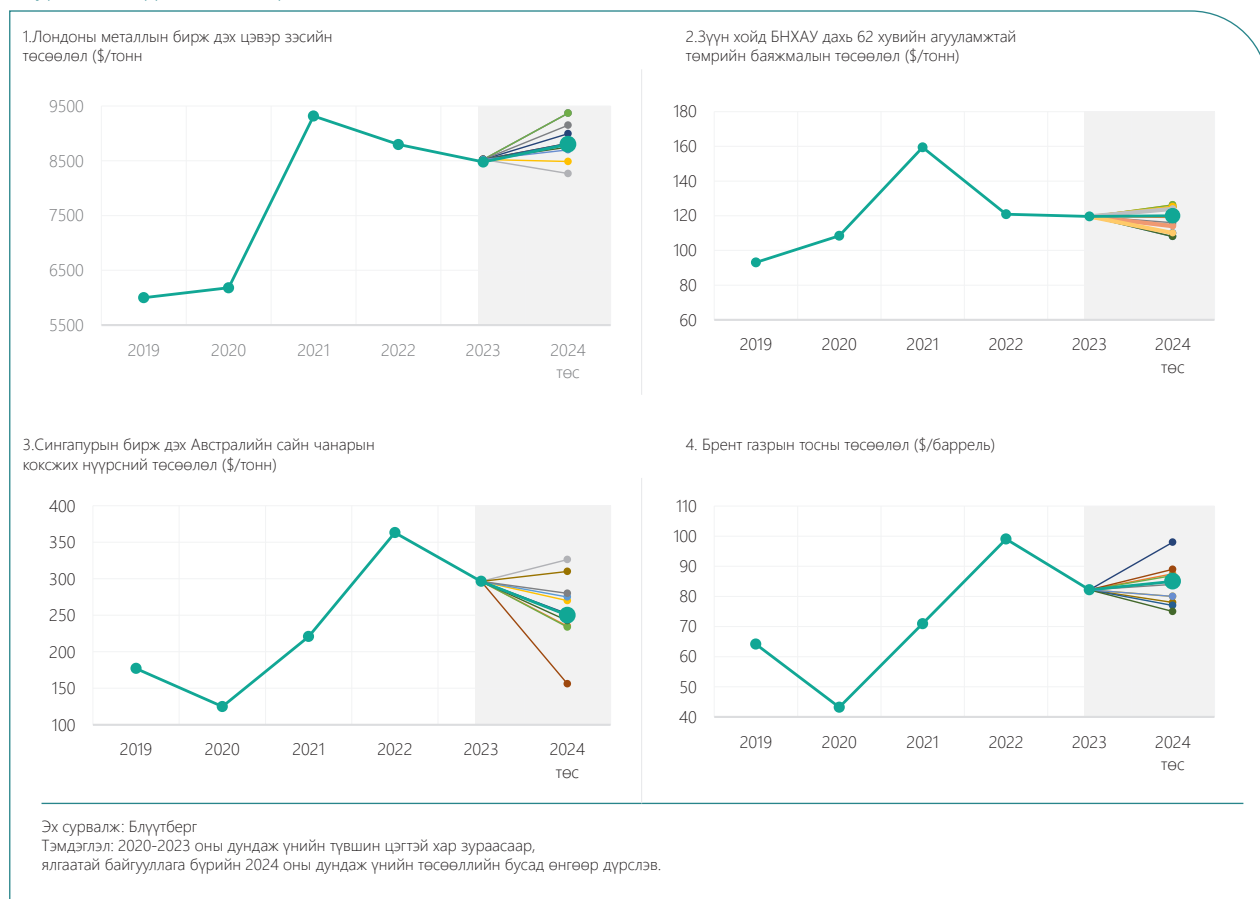 1.Лондоны металлын бирж дэх цэвэр зэсийн
төсөөлөл ($/тонн
9500
8500
7500
6500
5500
2019 2020 2021 2022 2023 2024
төс
2.Зүүн хойд БНХАУ дахь 62 хувийн агууламжтай
төмрийн баяжмалын төсөөлөл ($/тонн)
180
160
140
120
100
80
60
2019 2020 2021 2022 2023 2024
төс
3.Сингапурын бирж дэх Австралийн сайн чанарын
коксжих нүүрсний төсөөлөл ($/тонн)
400
350
300
250
200
150
100
2019 2020 2021 2022 2023 2024
төс
4. Брент газрын тосны төсөөлөл ($/баррель)
110
100
90
80
70
60
50
40
2019 2020 2021 2022 2023 2024
төс
Эх сурвалж: Блүүтберг
Тэмдэглэл: 2020-2023 оны дундаж үнийн түвшин цэгтэй хар зураасаар,
ялгаатай байгууллага бүрийн 2024 оны дундаж үнийн төсөөллийн бусад өнгөөр дүрслэв.